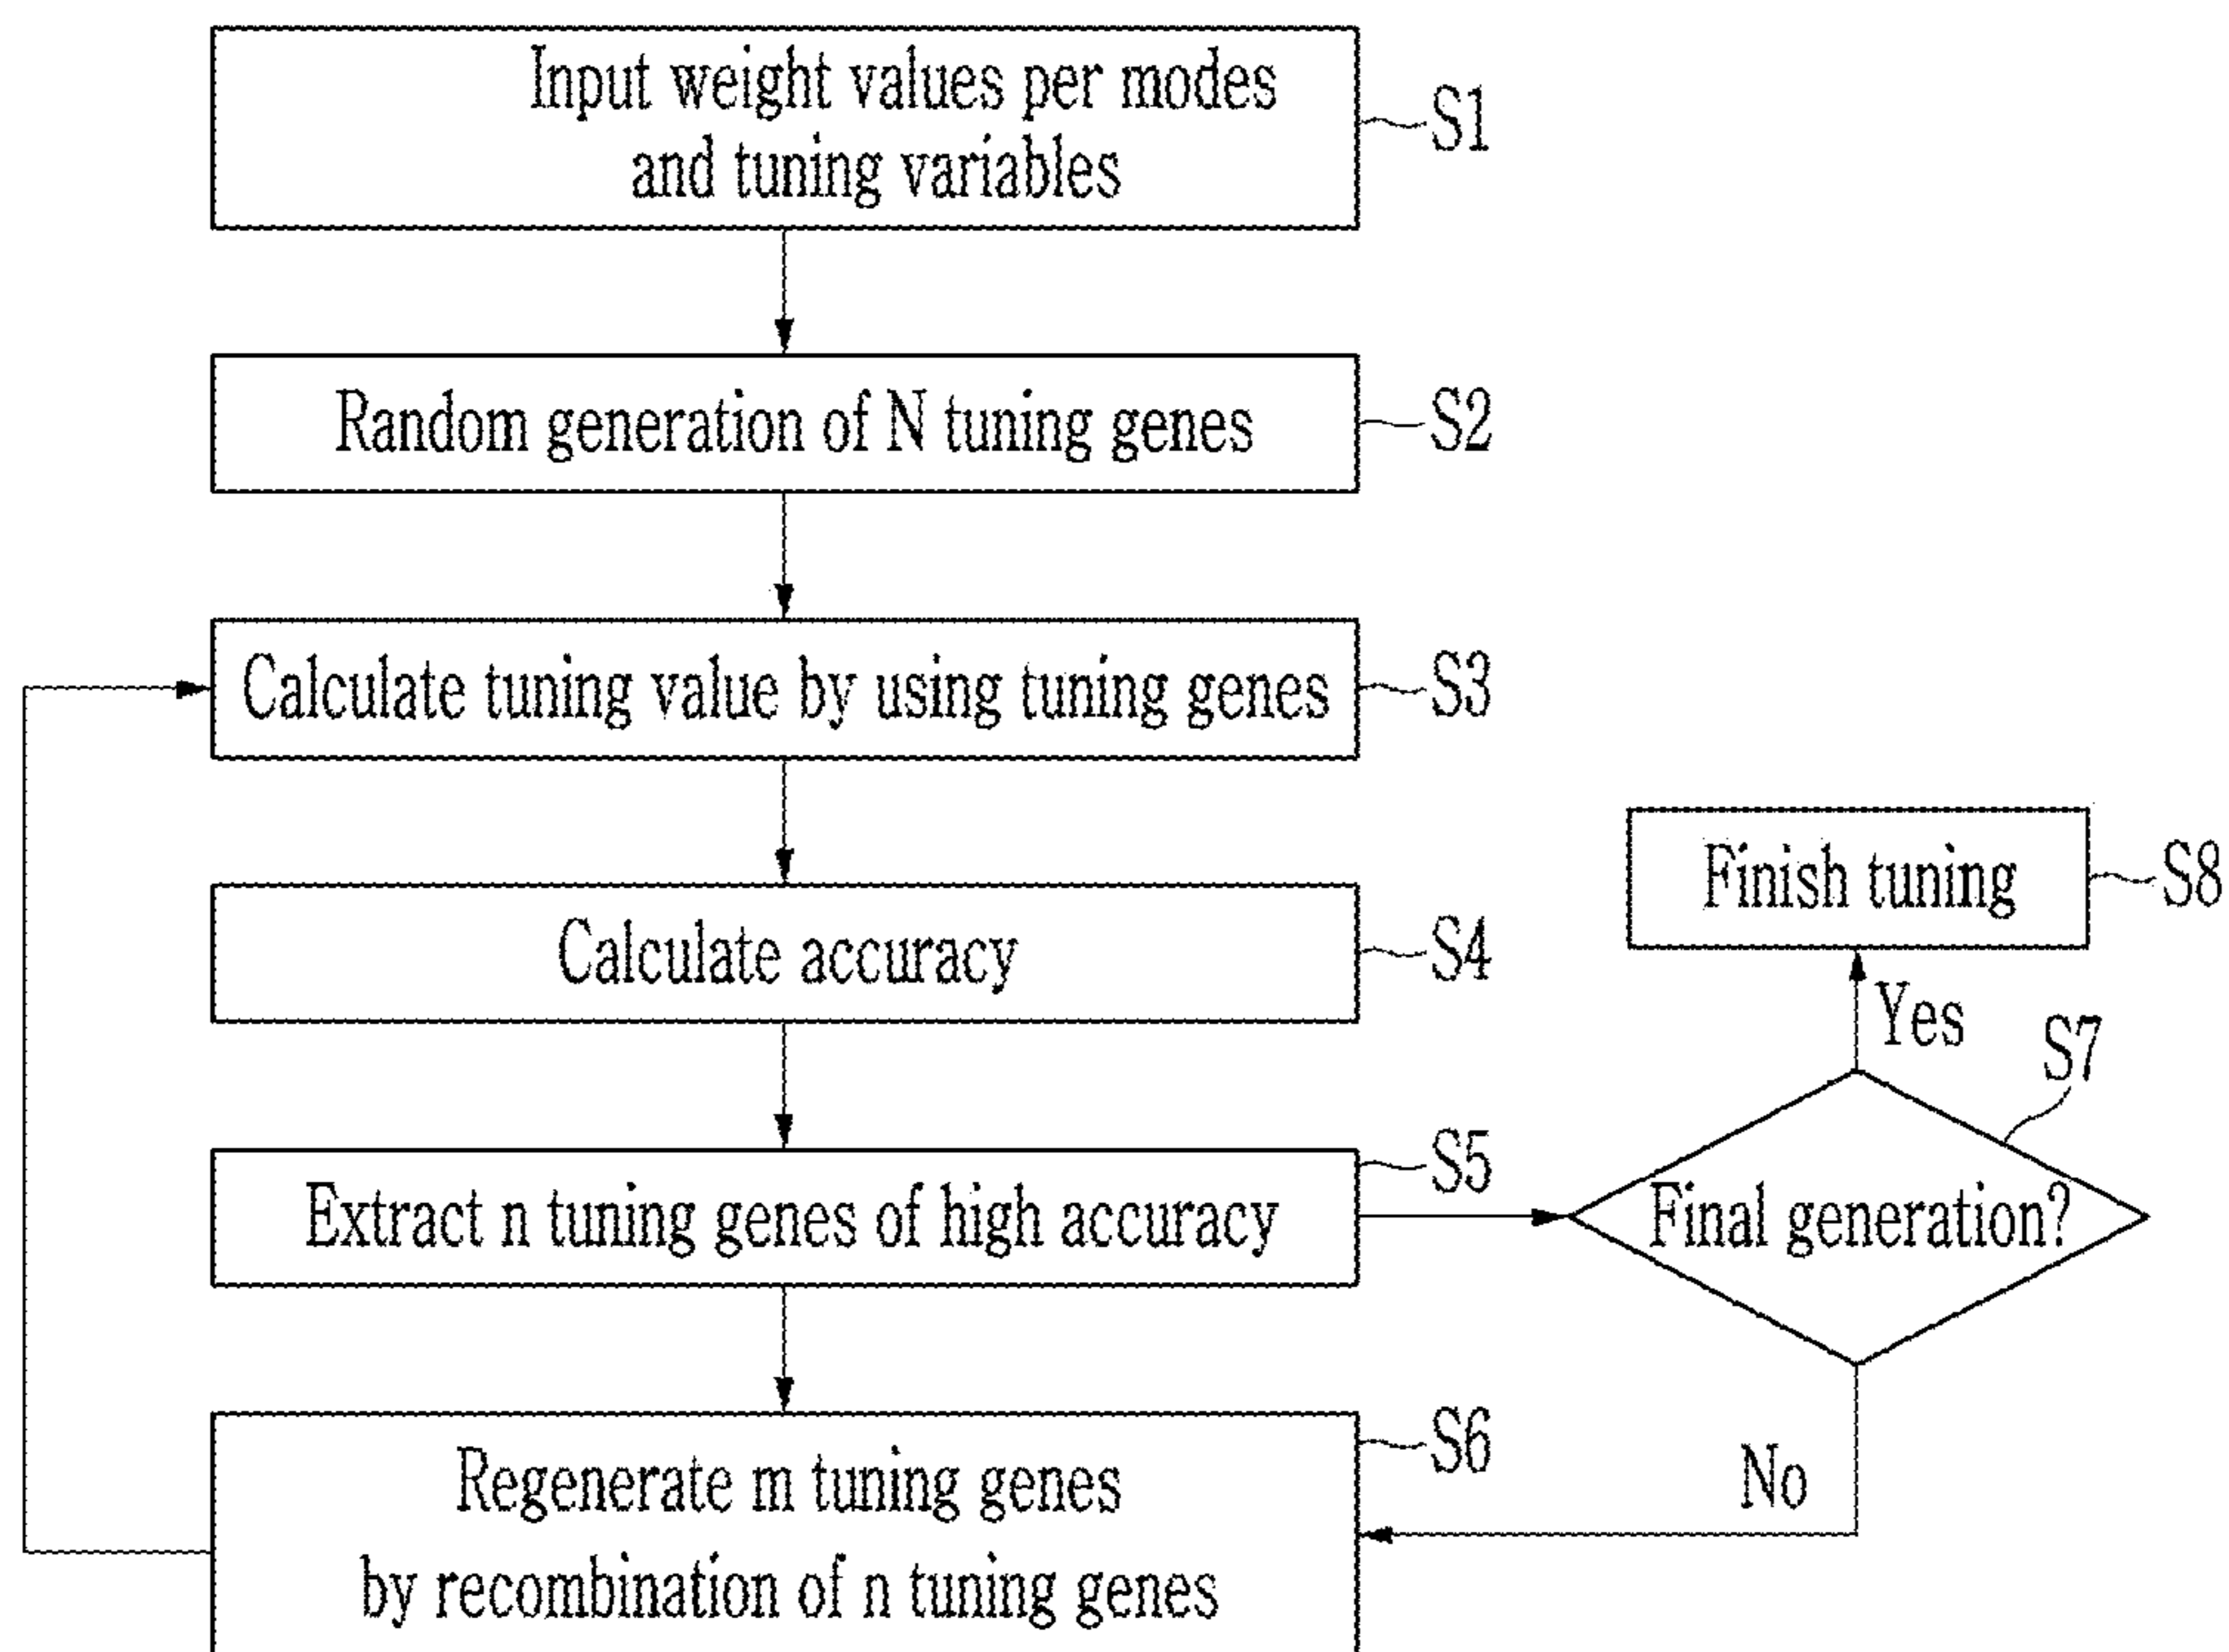 Input weight values per modes
and tuning variables
S1
Random generation of N tuning genes
S2
Calculate tuning value by using tuning genes
S3
Finish tuning
S8
Calculate accuracy
S4
Yes
S7
Extract n tuning genes of high accuracy
S5
Final generation?
Regenerate m tuning genes
by recombination of n tuning genes
S6
No